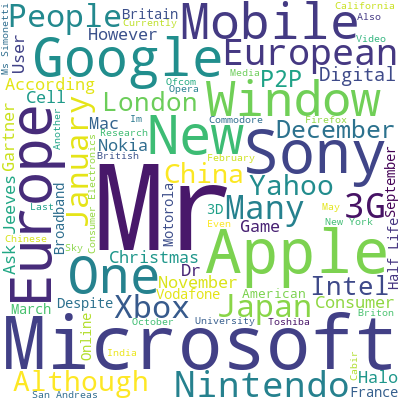 California
Currently Also
People Britain Mobile
Ms Simonetti
However
User Google European
Video
According Ofcom Media P2P Digital
Cell Opera
London Window
Mac Research Im Commodore Firefox
Gartner January Another New December
Nokia British February
Europe Mr Sony
Consumer Electronics
Ask Jeeves Broadband Last China Yahoo
Motorola Even May September
Chinese 3D Many 3G
Sky Christmas Game New York Half Life
One Dr Apple
November Intel
Despite Xbox Vodafone American
March Japan Consumer
October University Toshiba Briton
Microsoft
Online
India Cabir
Although Nintendo Halo
San Andreas France